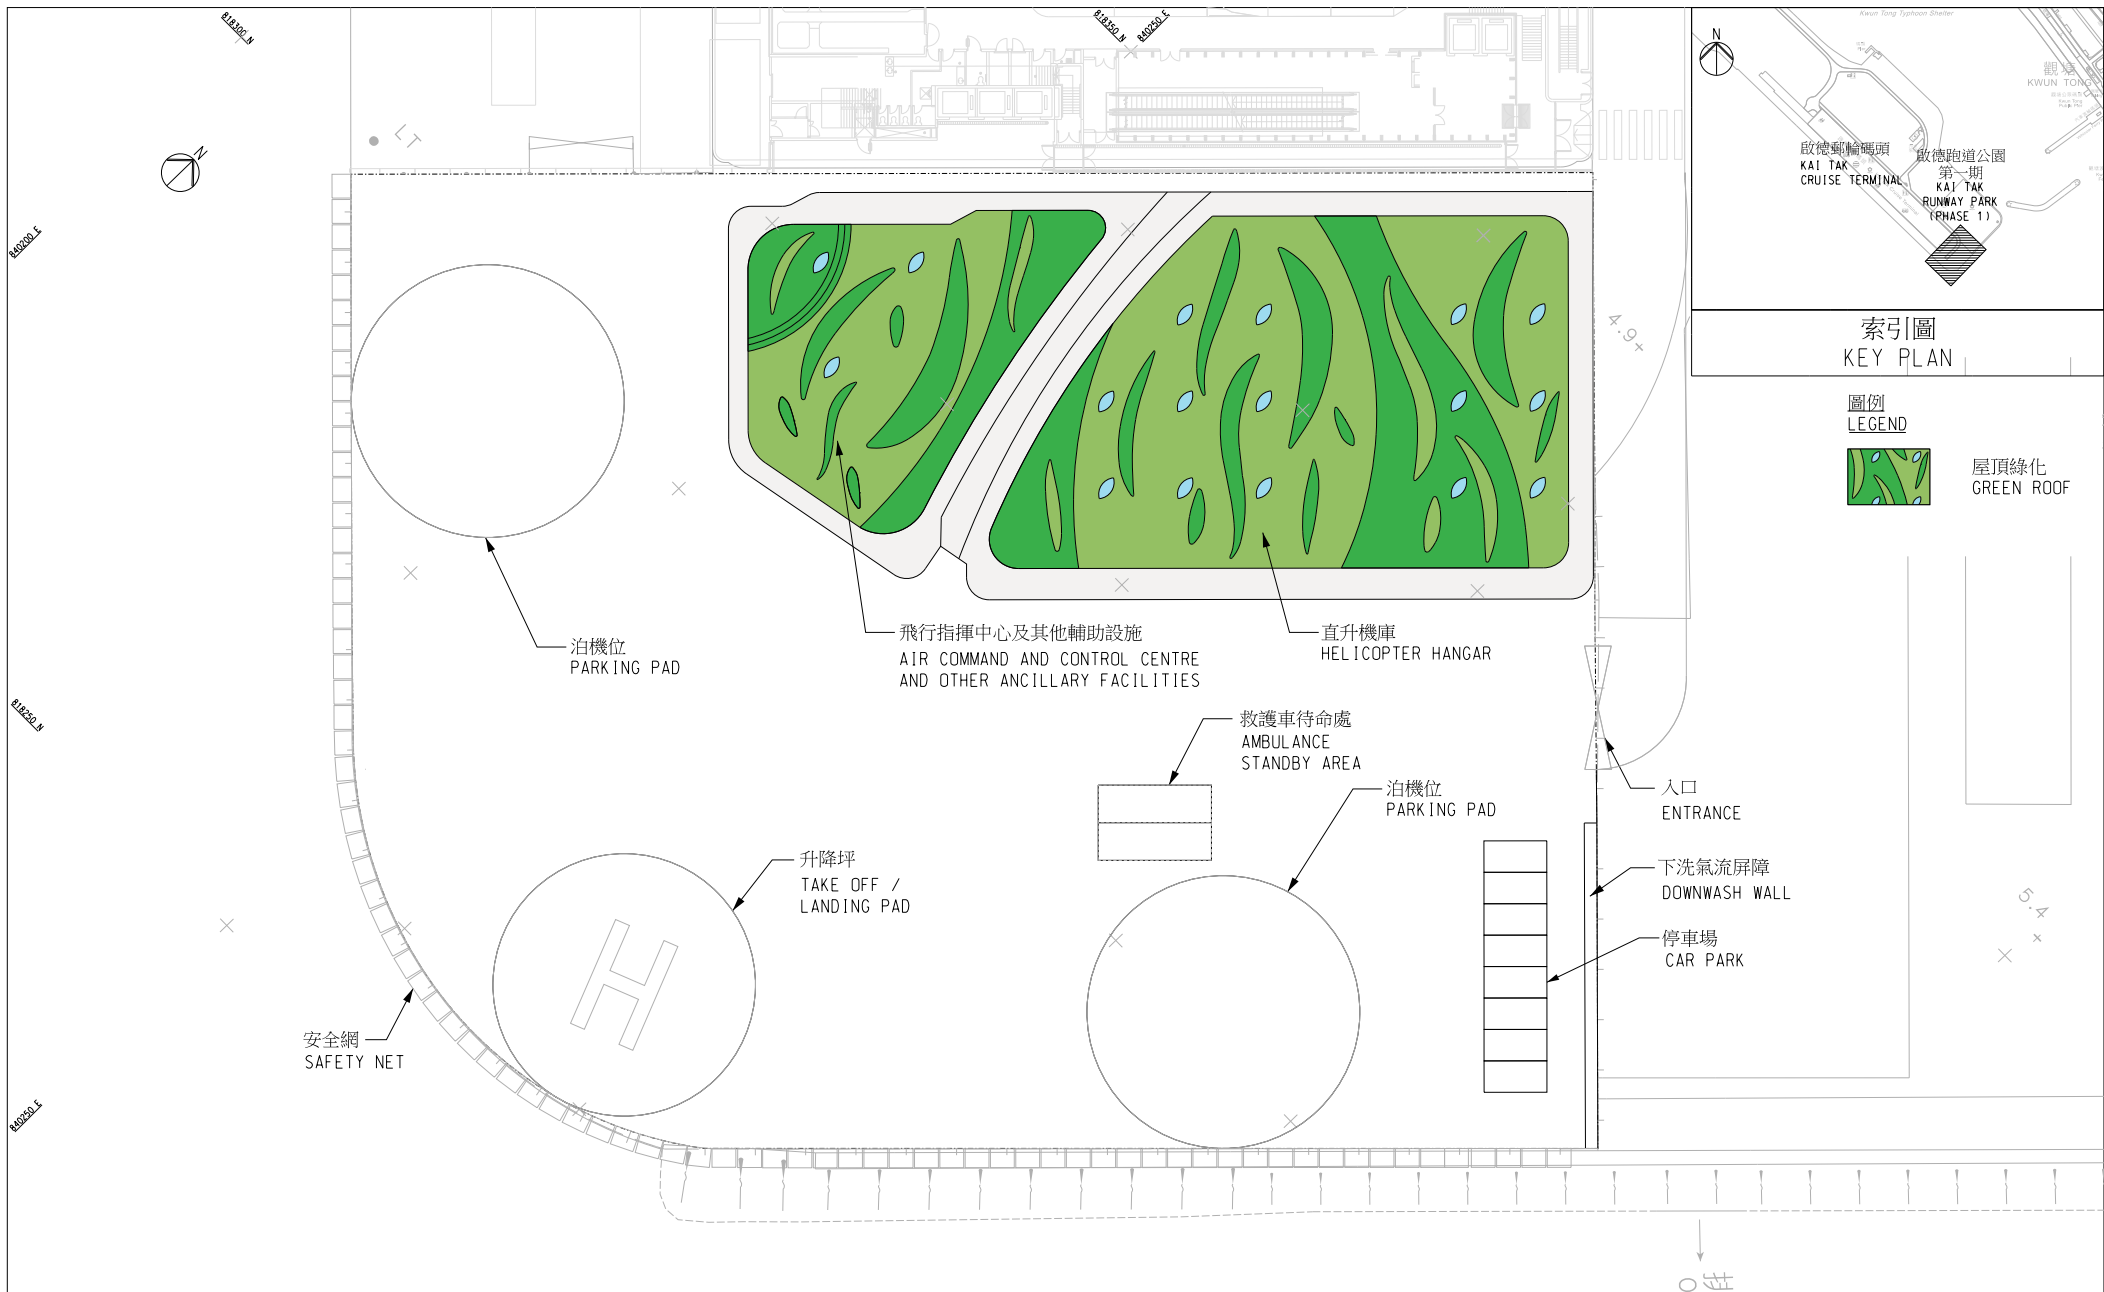 818300 N
818350 N
840250 E
LT
N
840200 E
818250 N
840250 E
N
Kwun Tong Typhoon Shelter
觀塘
KWUN TONG
啟德郵輪碼頭
KAI TAK
CRUISE TERMINAL
啟德跑道公園
第一期
KAI TAK
RUNWAY PARK
(PHASE 1)
索引圖
KEY PLAN
圖例
LEGEND
屋頂綠化
GREEN ROOF
4.9+
泊機位
PARKING PAD
飛行指揮中心及其他輔助設施
AIR COMMAND AND CONTROL CENTRE
AND OTHER ANCILLARY FACILITIES
直升機庫
HELICOPTER HANGAR
救護車待命處
AMBULANCE
STANDBY AREA
泊機位
PARKING PAD
入口
ENTRANCE
升降坪
TAKE OFF /
LANDING PAD
H
下洗氣流屏障
DOWNWASH WALL
停車場
CAR PARK
5.4
+
安全網
SAFETY NET